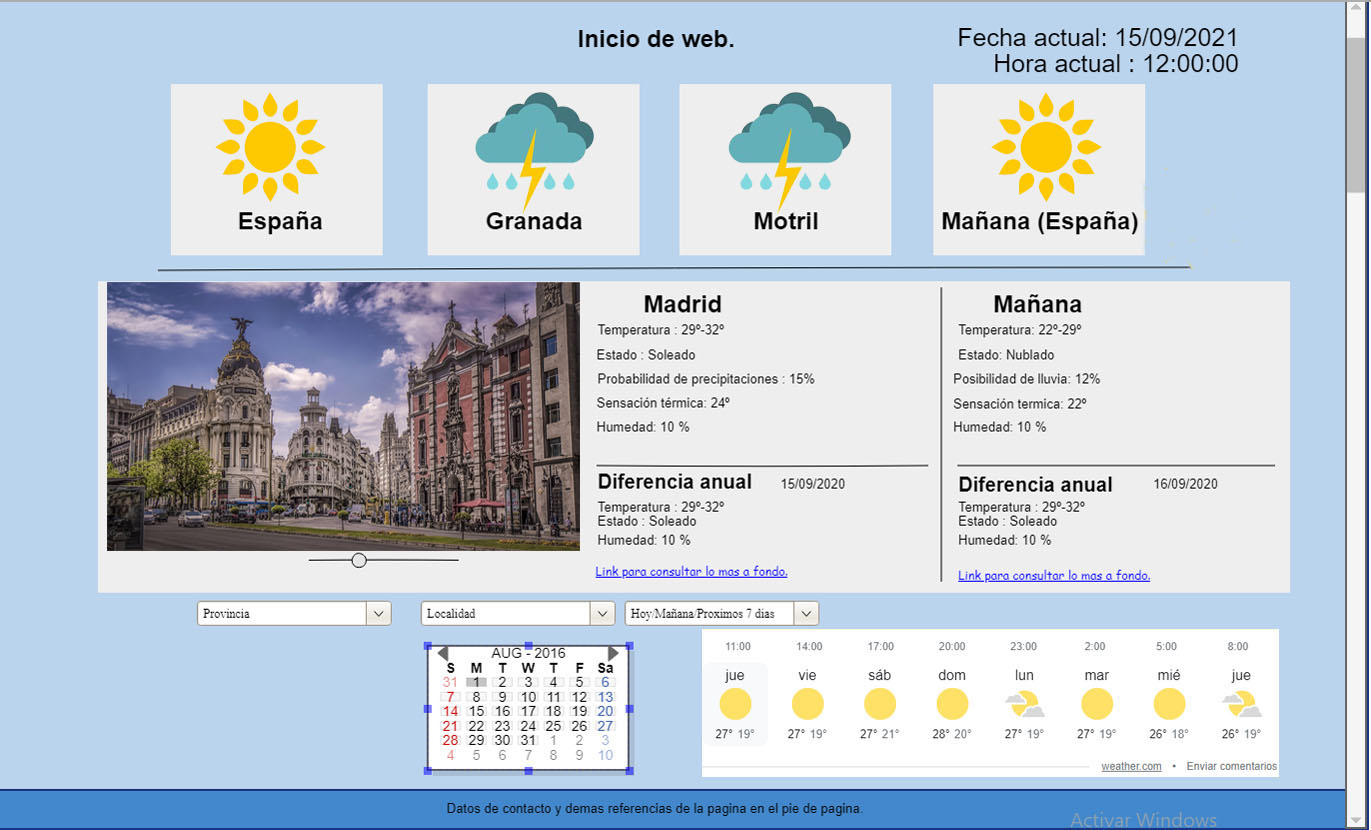 Inicio de web.
Fecha actual: 15/09/2021
Hora actual : 12:00:00
España
Granada
Motril
Mañana (España)
Madrid
Temperatura : 29º-32º
Estado : Soleado
Probabilidad de precipitaciones : 15%
Sensación térmica: 24º
Humedad: 10 %
Diferencia anual 15/09/2020
Temperatura : 29º-32º
Estado : Soleado
Humedad: 10 %
Link para consultar lo mas a fondo.
Mañana
Temperatura: 22º-29º
Estado: Nublado
Posibilidad de lluvia: 12%
Sensación termica: 22º
Humedad: 10 %
Diferencia anual 16/09/2020
Temperatura : 29º-32º
Estado : Soleado
Humedad: 10 %
Link para consultar lo mas a fondo.
Provincia
Localidad
Hoy/Mañana/Proximos 7 dias
AUG - 2016
S M T W T F Sa
31 1 2 3 4 5 6
7 8 9 10 11 12 13
14 15 16 17 18 19 20
21 22 23 24 25 26 27
28 29 30 31 1 2 3
4 5 6 7 8 9 10
11:00 14:00 17:00 20:00 23:00 2:00 5:00 8:00
jue vie sáb dom lun mar mié jue
27° 19° 27° 19° 27° 21° 28° 20° 27° 19° 27° 19° 26° 18° 26° 19°
weather.com • Enviar comentarios
Datos de contacto y demas referencias de la pagina en el pie de pagina.
Activar Windows